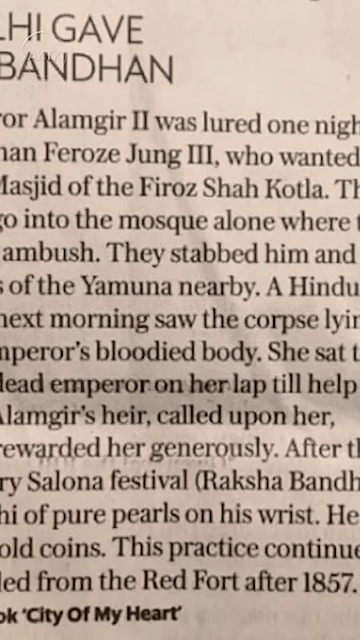 LHI GAVE
BANDHAN
or Alamgir II was lured one nigh
man Feroze Jung III, who wanted
Masjid of the Firoz Shah Kotla. Th
go into the mosque alone where t
ambush. They stabbed him and
s of the Yamuna nearby. A Hindu
next morning saw the corpse lyin
mperor's bloodied body. She sat t
dead emperor on her lap till help
Alamgir's heir, called upon her,
rewarded her generously. After th
ry Salona festival (Raksha Bandh
hi of pure pearls on his wrist. He
old coins. This practice continue
led from the Red Fort after 1857.
ok 'City Of My Heart'